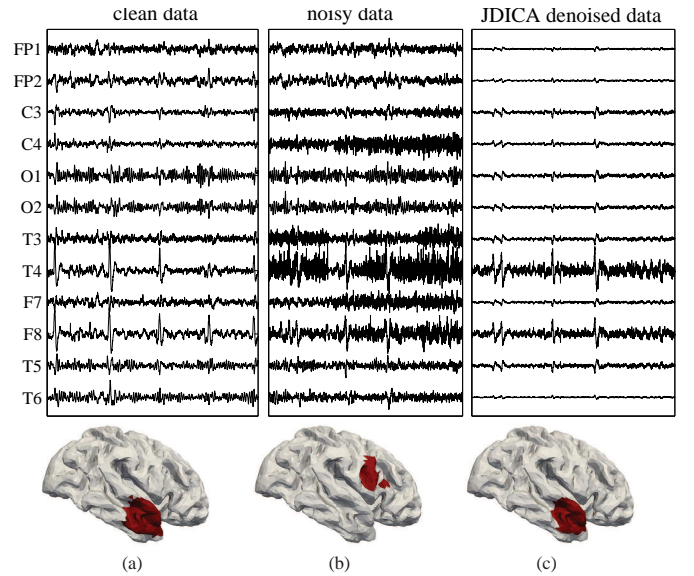 clean data noisy data JDICA denoised data
FP1
FP2
C3
C4
O1
O2
T3
T4
F7
F8
T5
T6
(a) (b) (c)